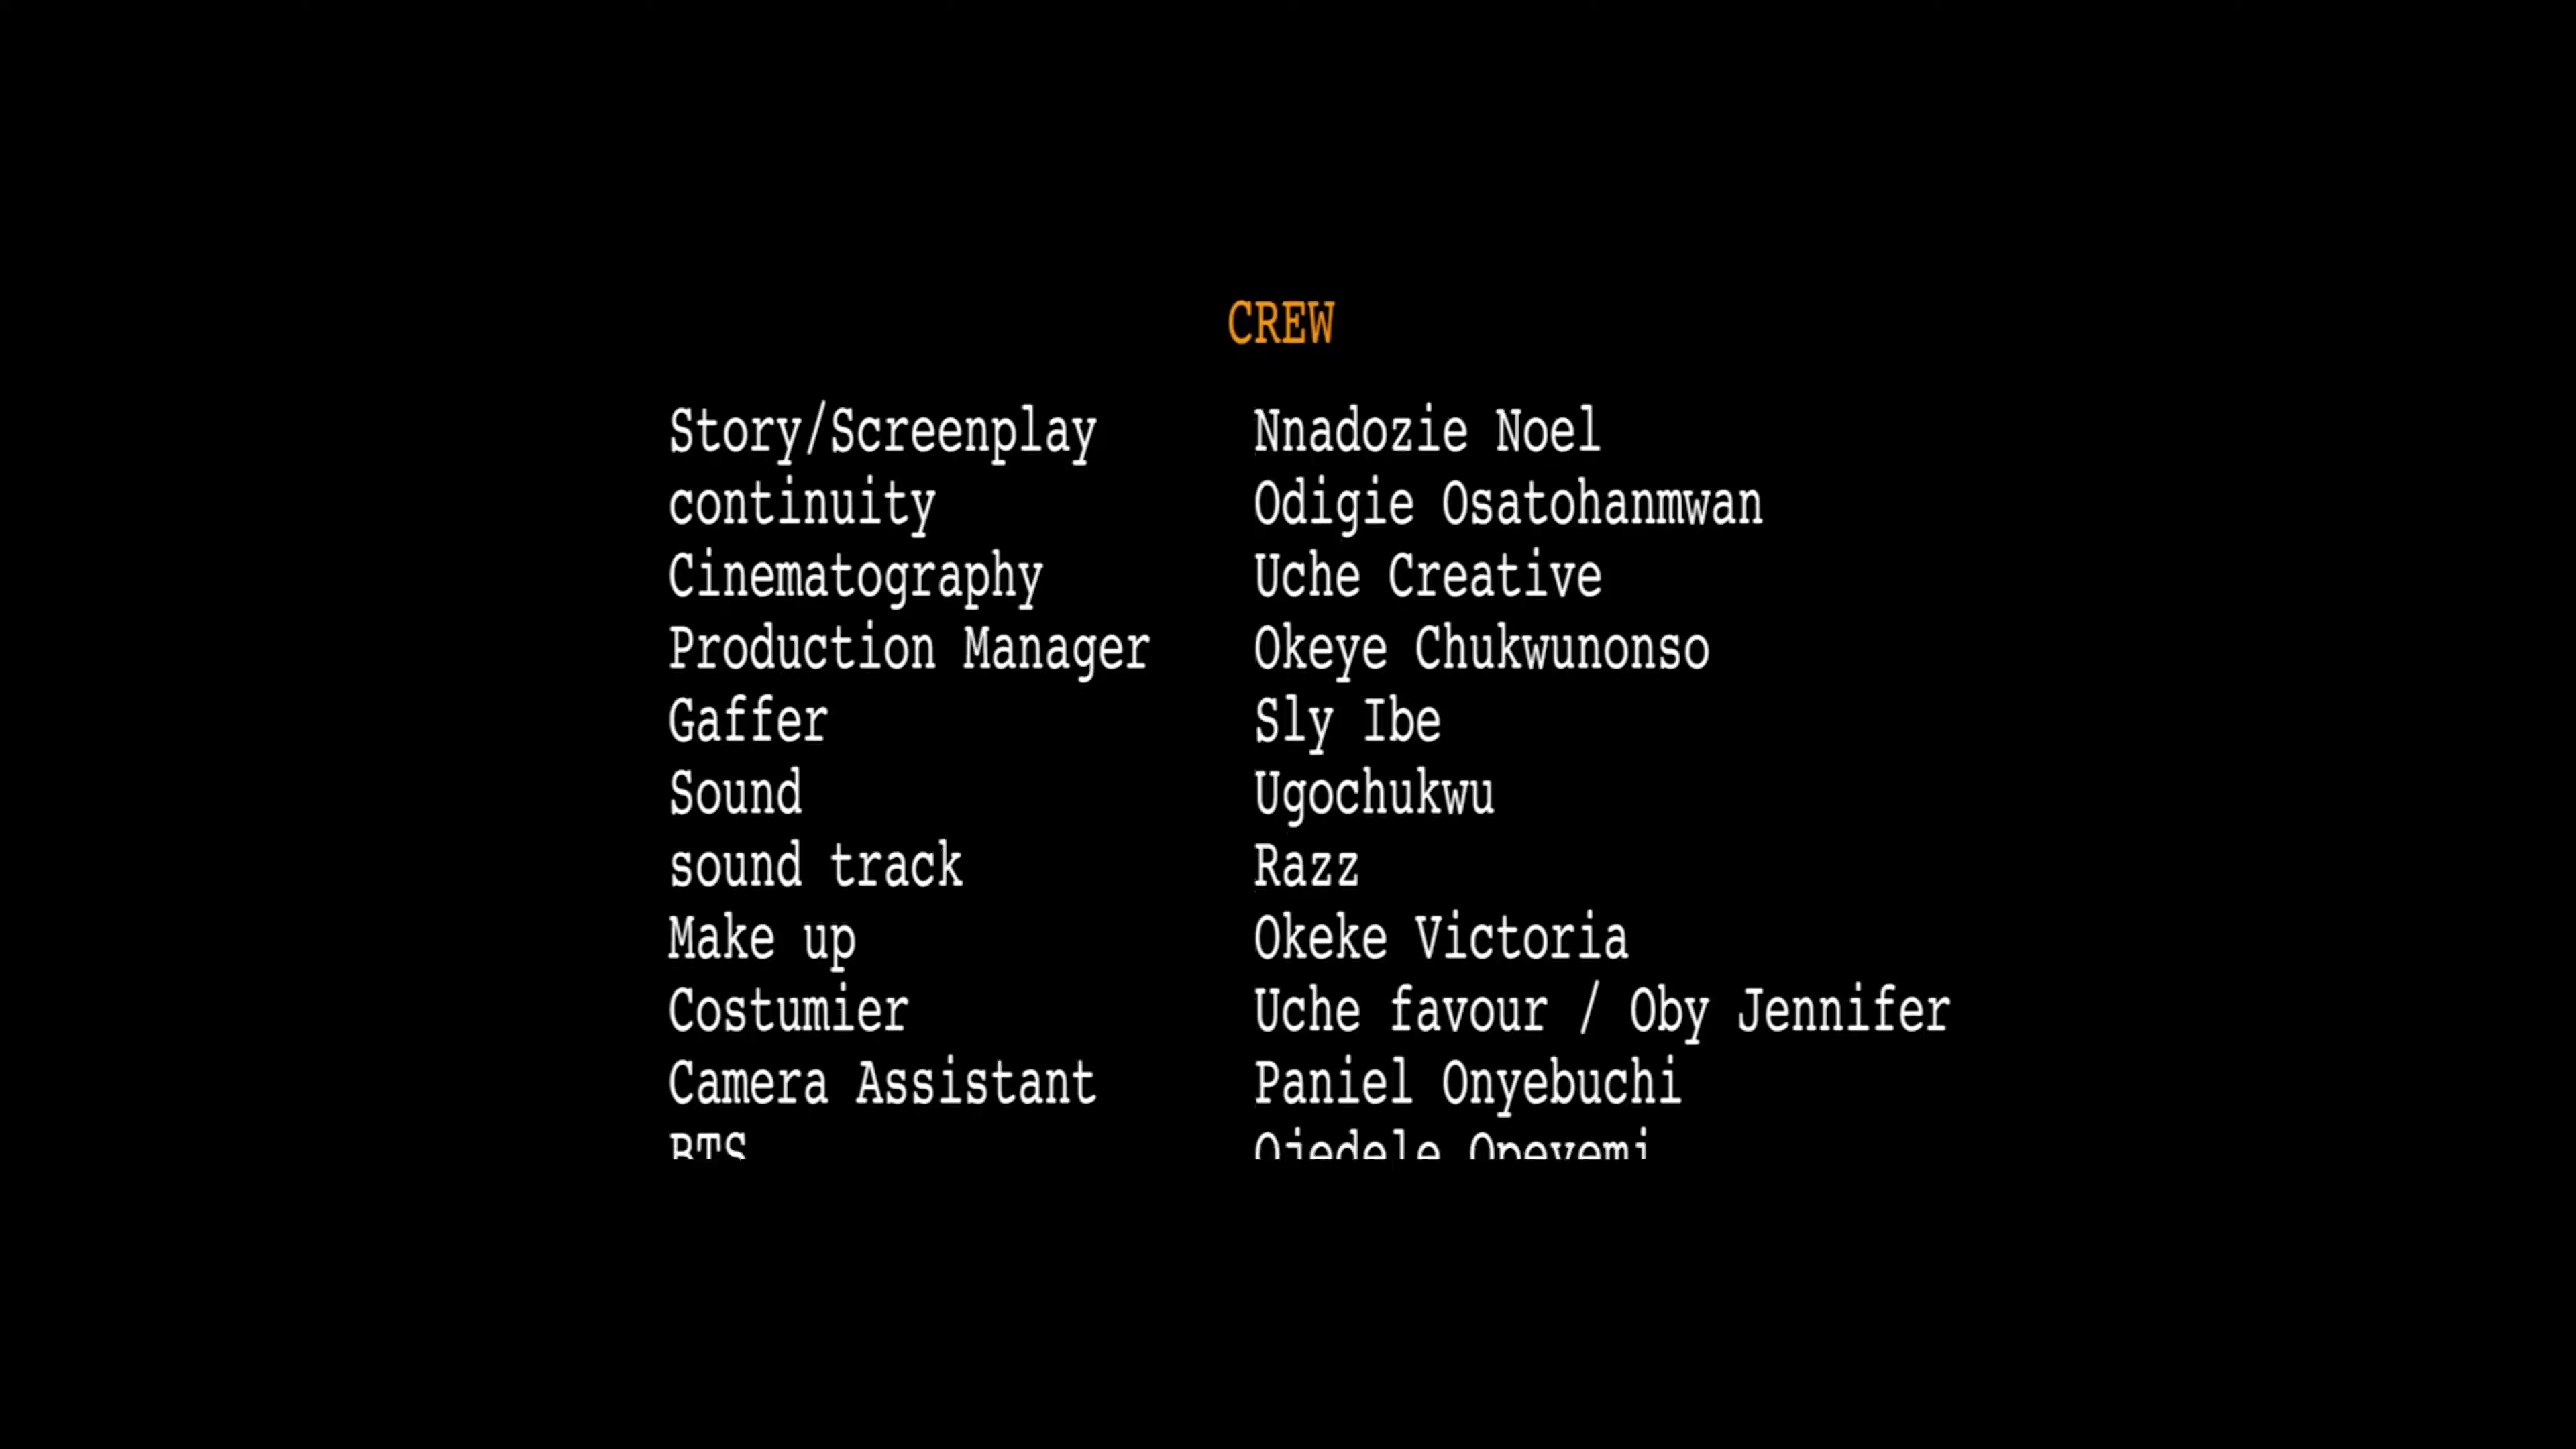 CREW
Story/Screenplay Nnadozie Noel
continuity Odigie Osatohanmwan
Cinematography Uche Creative
Production Manager Okeye Chukwunonso
Gaffer Sly Ibe
Sound Ugochukwu
sound track Razz
Make up Okeke Victoria
Costumier Uche favour / Oby Jennifer
Camera Assistant Paniel Onyebuchi
BTS